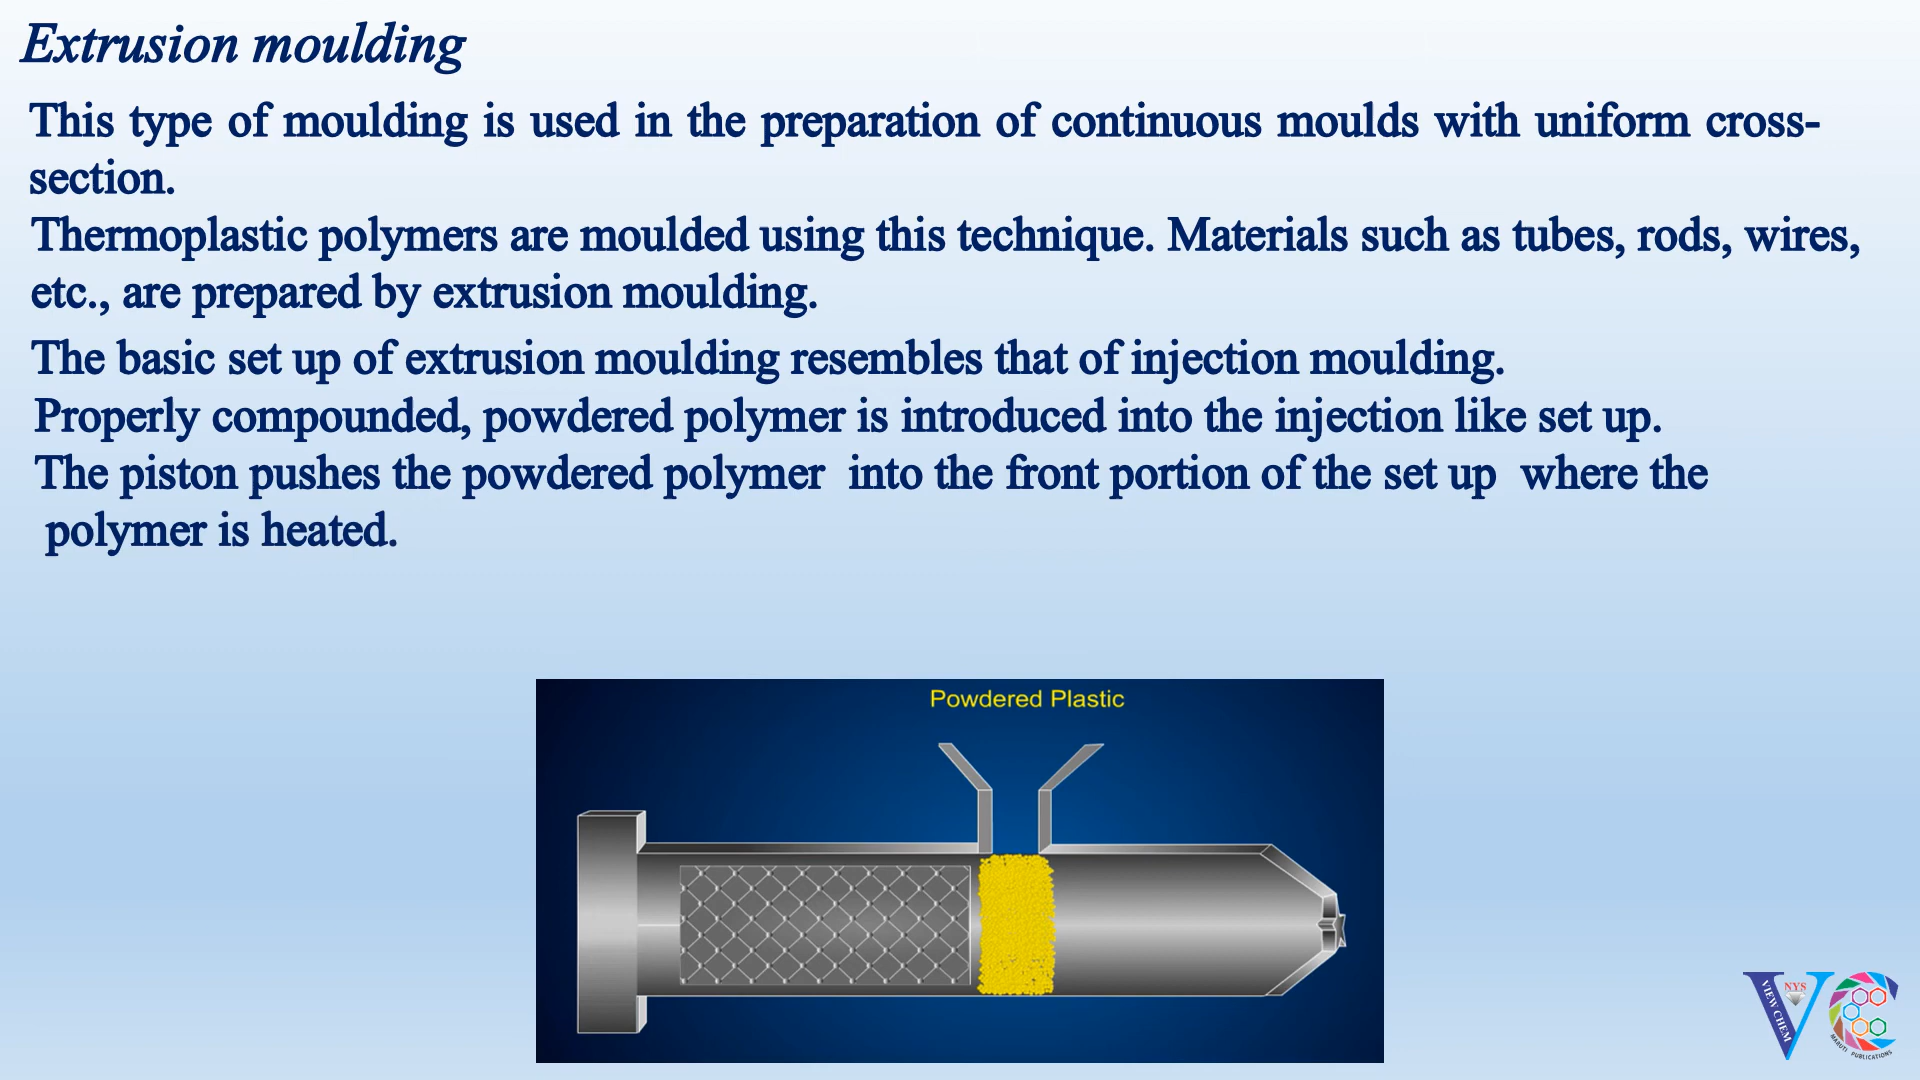 Extrusion moulding
This type of moulding is used in the preparation of continuous moulds with uniform cross-
section.
Thermoplastic polymers are moulded using this technique. Materials such as tubes, rods, wires,
etc., are prepared by extrusion moulding.
The basic set up of extrusion moulding resembles that of injection moulding.
Properly compounded, powdered polymer is introduced into the injection like set up.
The piston pushes the powdered polymer into the front portion of the set up where the
polymer is heated.
Powdered Plastic
VIEW CHEM
NYS
MARUTI PUBLICATIONS